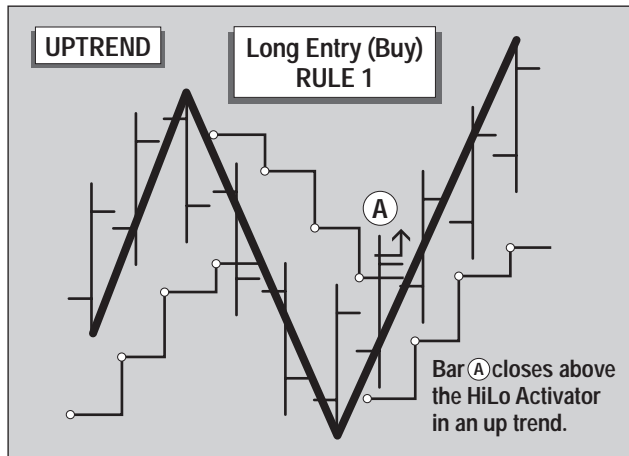 UPTREND
Long Entry (Buy)
RULE 1
A
Bar A closes above
the HiLo Activator
in an up trend.